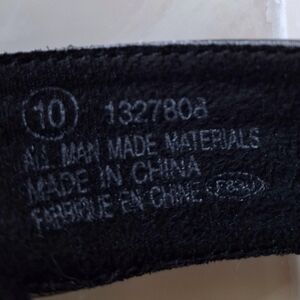 10 1327808
ALL MAN MADE MATERIALS
MADE IN CHINA
FABRIQUE EN CHINE